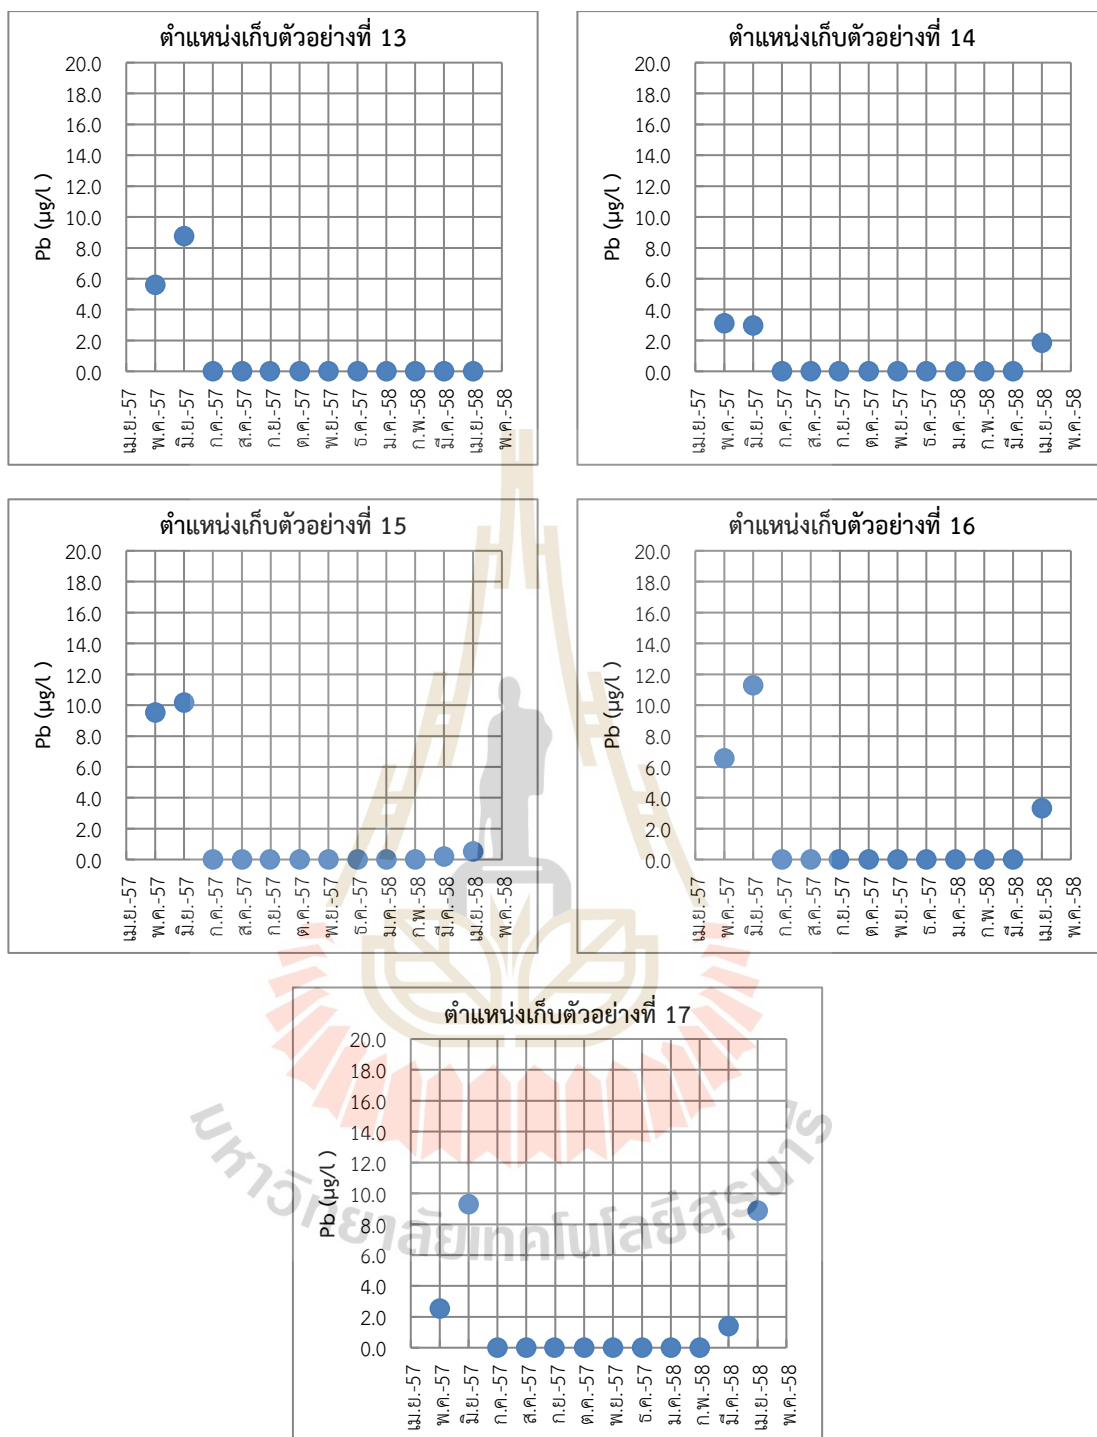 ตำแหน่งเก็บตัวอย่างที่ 13
20.0
18.0
16.0
14.0
12.0
10.0
8.0
6.0
4.0
2.0
0.0
Pb (µg/l )
เม.ย.-57
พ.ค.-57
มิ.ย.-57
ก.ค.-57
ส.ค.-57
ก.ย.-57
ต.ค.-57
พ.ย.-57
ธ.ค.-57
ม.ค.-58
ก.พ.-58
มี.ค.-58
เม.ย.-58
พ.ค.-58
ตำแหน่งเก็บตัวอย่างที่ 14
20.0
18.0
16.0
14.0
12.0
10.0
8.0
6.0
4.0
2.0
0.0
Pb (µg/l )
เม.ย.-57
พ.ค.-57
มิ.ย.-57
ก.ค.-57
ส.ค.-57
ก.ย.-57
ต.ค.-57
พ.ย.-57
ธ.ค.-57
ม.ค.-58
ก.พ.-58
มี.ค.-58
เม.ย.-58
พ.ค.-58
ตำแหน่งเก็บตัวอย่างที่ 15
20.0
18.0
16.0
14.0
12.0
10.0
8.0
6.0
4.0
2.0
0.0
Pb (µg/l )
เม.ย.-57
พ.ค.-57
มิ.ย.-57
ก.ค.-57
ส.ค.-57
ก.ย.-57
ต.ค.-57
พ.ย.-57
ธ.ค.-57
ม.ค.-58
ก.พ.-58
มี.ค.-58
เม.ย.-58
พ.ค.-58
ตำแหน่งเก็บตัวอย่างที่ 16
20.0
18.0
16.0
14.0
12.0
10.0
8.0
6.0
4.0
2.0
0.0
Pb (µg/l )
เม.ย.-57
พ.ค.-57
มิ.ย.-57
ก.ค.-57
ส.ค.-57
ก.ย.-57
ต.ค.-57
พ.ย.-57
ธ.ค.-57
ม.ค.-58
ก.พ.-58
มี.ค.-58
เม.ย.-58
พ.ค.-58
ตำแหน่งเก็บตัวอย่างที่ 17
20.0
18.0
16.0
14.0
12.0
10.0
8.0
6.0
4.0
2.0
0.0
Pb (µg/l )
เม.ย.-57
พ.ค.-57
มิ.ย.-57
ก.ค.-57
ส.ค.-57
ก.ย.-57
ต.ค.-57
พ.ย.-57
ธ.ค.-57
ม.ค.-58
ก.พ.-58
มี.ค.-58
เม.ย.-58
พ.ค.-58
มหาวิทยาลัยเทคโนโลยีสุรนารี